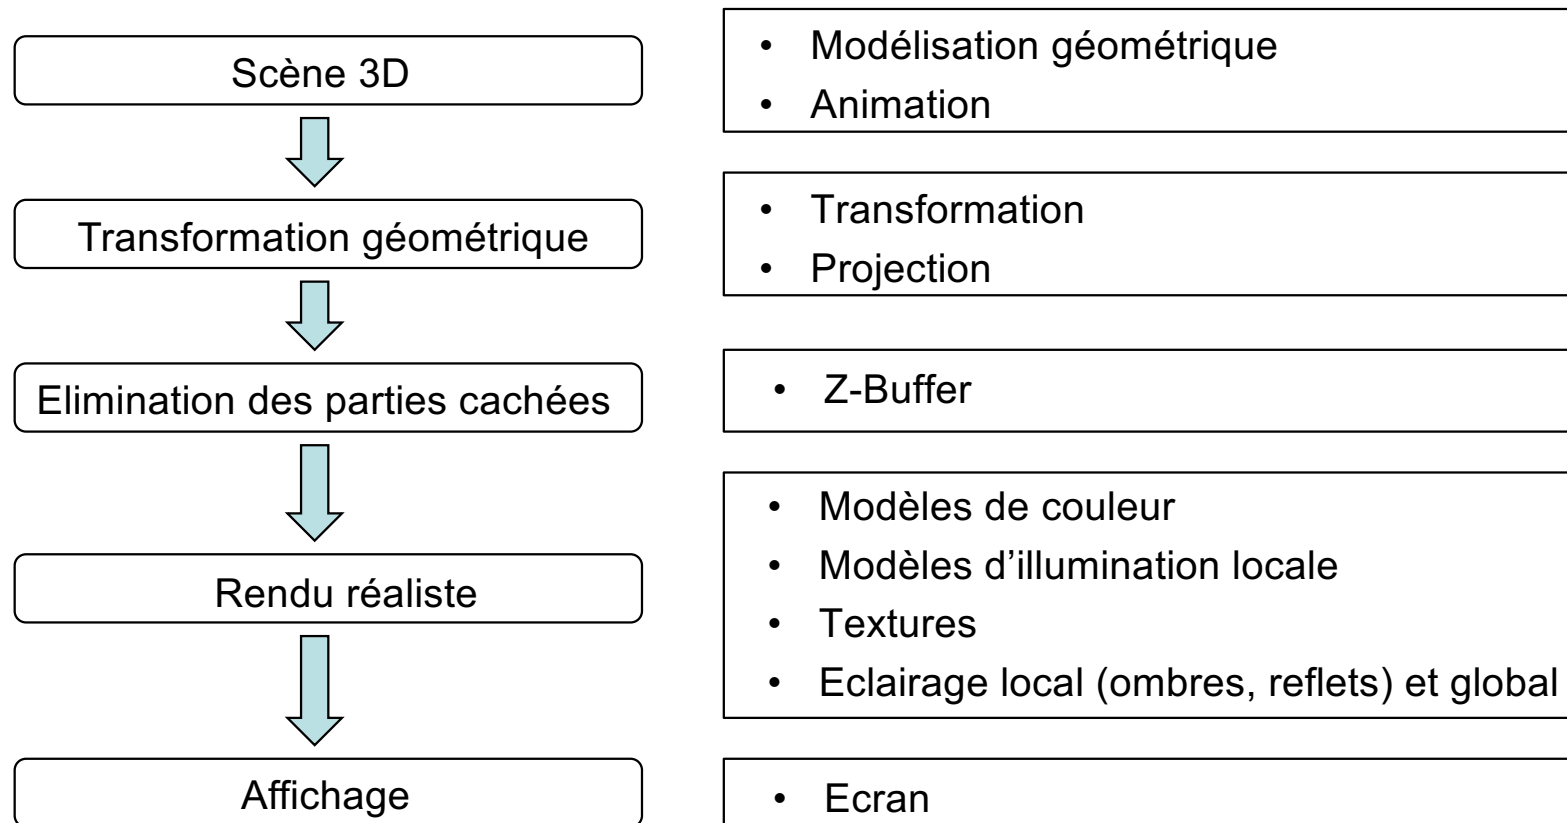 Scène 3D
• Modélisation géométrique
• Animation
Transformation géométrique
• Transformation
• Projection
Elimination des parties cachées
• Z-Buffer
Rendu réaliste
• Modèles de couleur
• Modèles d’illumination locale
• Textures
• Eclairage local (ombres, reflets) et global
Affichage
• Ecran